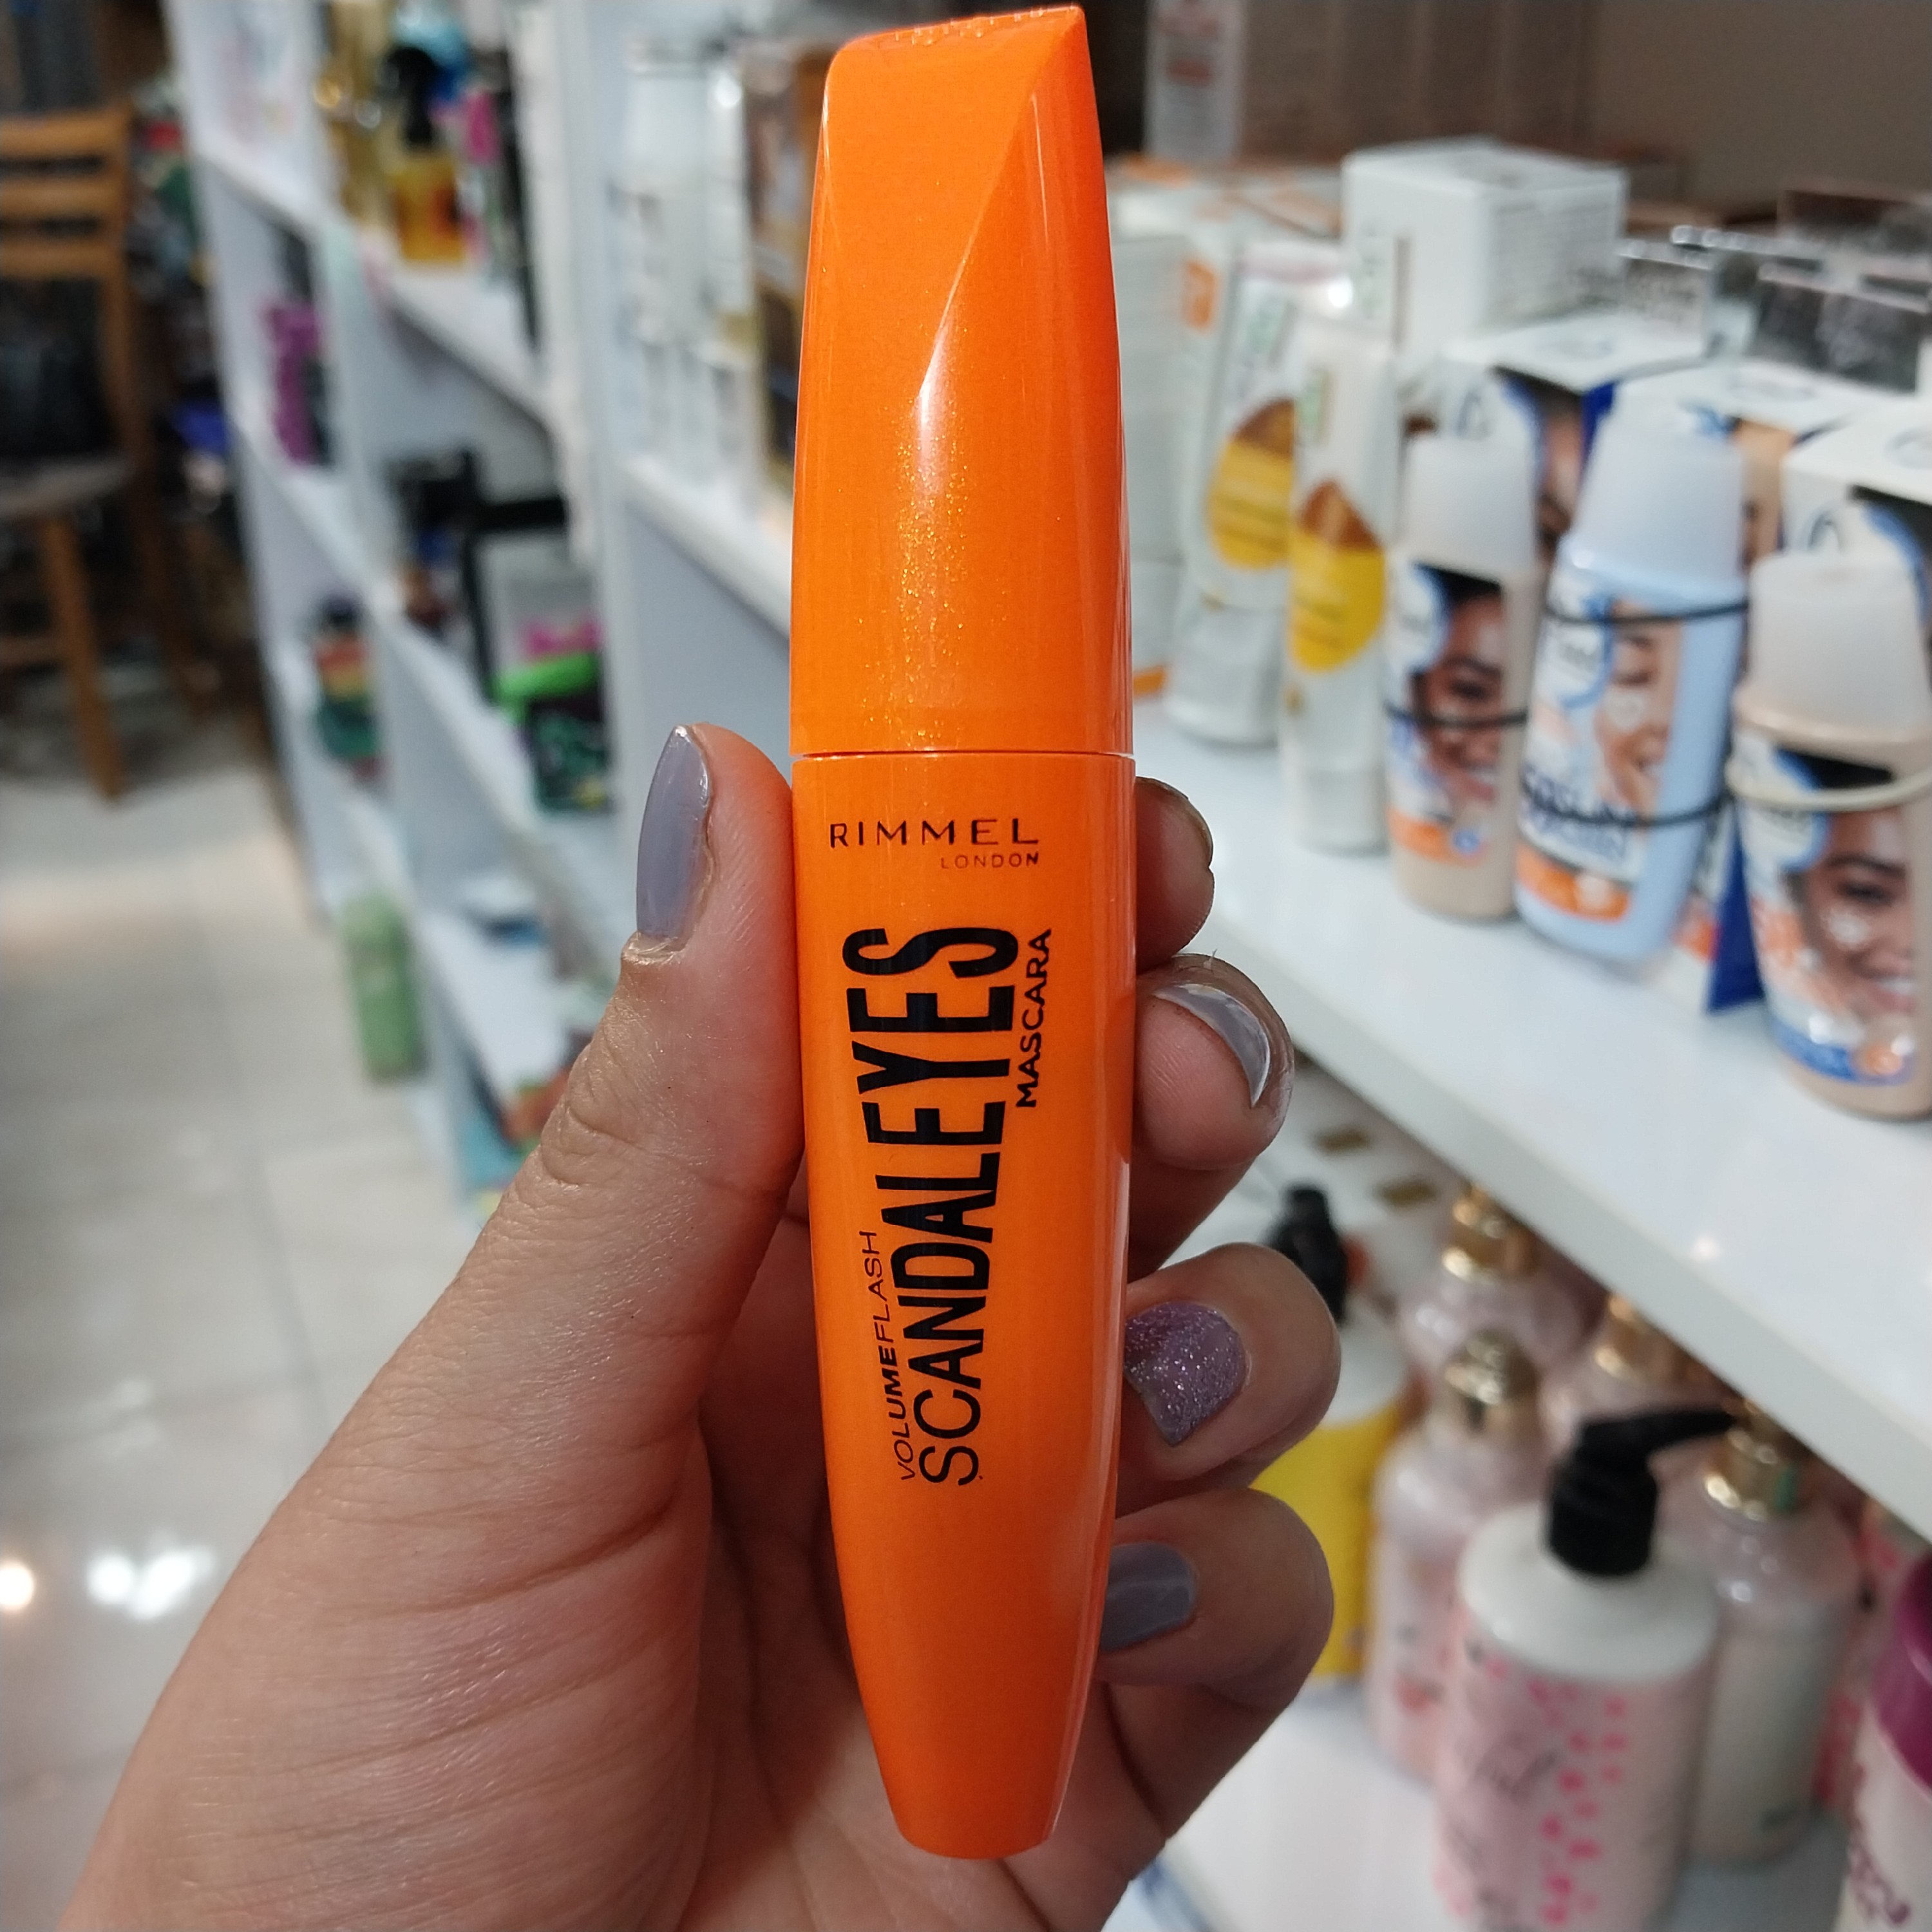 RIMMEL
LONDON
VOLUMEFLASH
SCANDALEYES
MASCARA